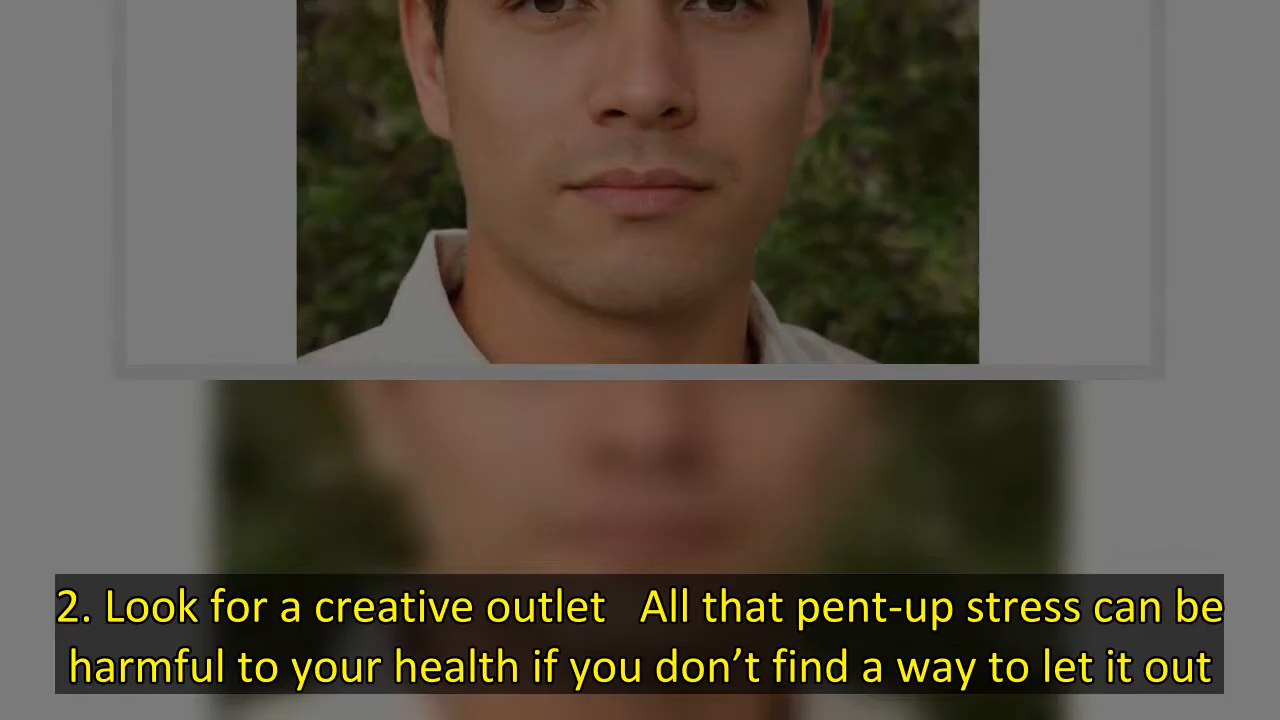 2. Look for a creative outlet   All that pent-up stress can be
harmful to your health if you don’t find a way to let it out